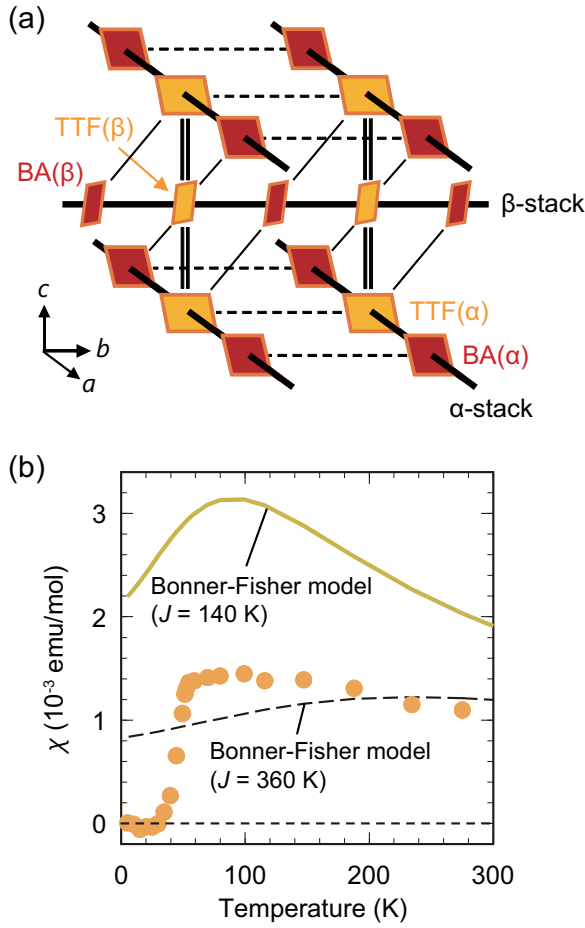 (a)
TTF(β)
BA(β)
β-stack
c
b
a
TTF(α)
BA(α)
α-stack
(b)
χ (10⁻³ emu/mol)
3
2
1
0
Bonner-Fisher model
(J = 140 K)
Bonner-Fisher model
(J = 360 K)
0
100
200
300
Temperature (K)